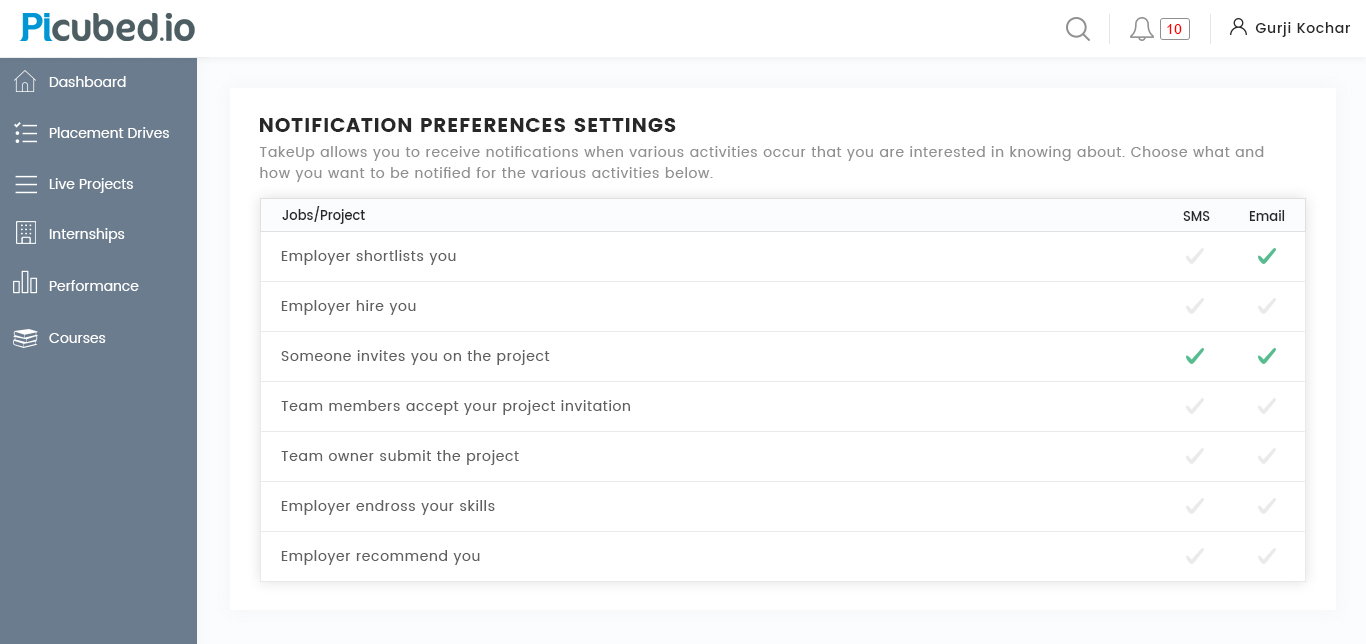 Picubed.io
10
Gurji Kochar
Dashboard
Placement Drives
Live Projects
Internships
Performance
Courses
NOTIFICATION PREFERENCES SETTINGS
TakeUp allows you to receive notifications when various activities occur that you are interested in knowing about. Choose what and
how you want to be notified for the various activities below.
Jobs/Project SMS Email
Employer shortlists you
Employer hire you
Someone invites you on the project
Team members accept your project invitation
Team owner submit the project
Employer endross your skills
Employer recommend you